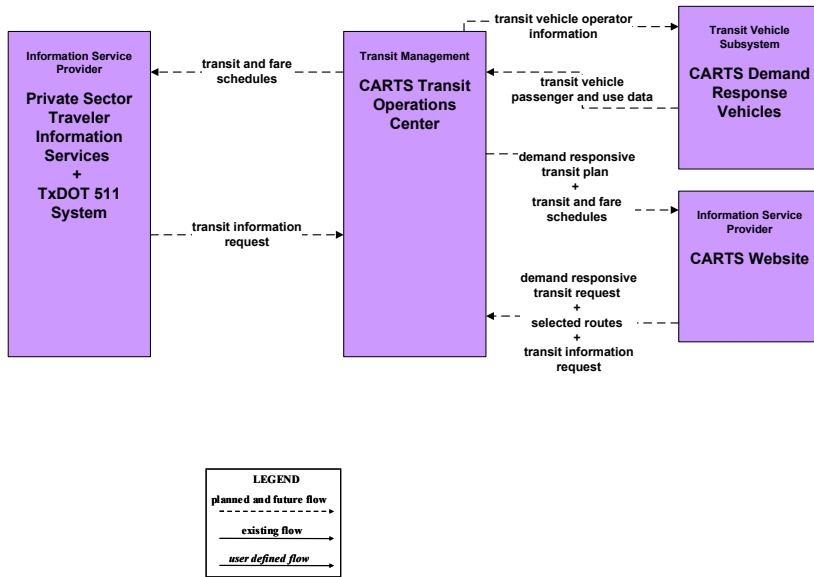 Information Service
Provider
Private Sector
Traveler
Information
Services
+
TxDOT 511
System
transit and fare
schedules
transit information
request
Transit Management
CARTS Transit
Operations
Center
transit vehicle operator
information
transit vehicle
passenger and use data
demand responsive
transit plan
+
transit and fare
schedules
demand responsive
transit request
+
selected routes
+
transit information
request
Transit Vehicle
Subsystem
CARTS Demand
Response
Vehicles
Information Service
Provider
CARTS Website
LEGEND
planned and future flow
existing flow
user defined flow